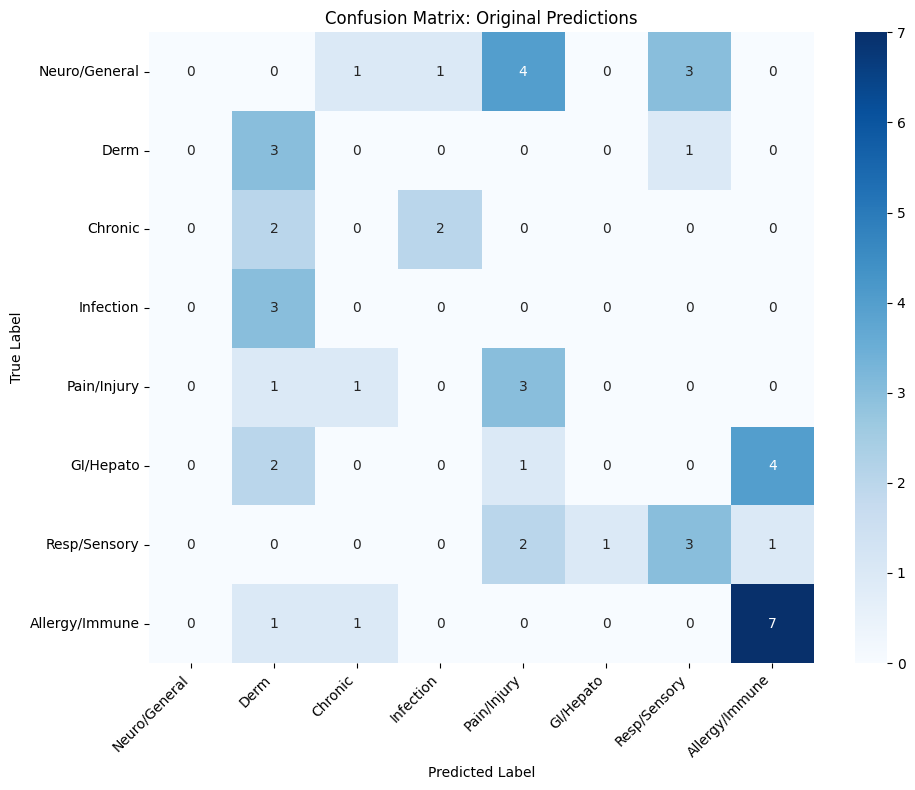 Confusion Matrix: Original Predictions
Neuro/General 0 0 1 1 4 0 3 0
Derm 0 3 0 0 0 0 1 0
Chronic 0 2 0 2 0 0 0 0
Infection 0 3 0 0 0 0 0 0
Pain/Injury 0 1 1 0 3 0 0 0
GI/Hepato 0 2 0 0 1 0 0 4
Resp/Sensory 0 0 0 0 2 1 3 1
Allergy/Immune 0 1 1 0 0 0 0 7
True Label
Neuro/General Derm Chronic Infection Pain/Injury GI/Hepato Resp/Sensory Allergy/Immune
Predicted Label
7
6
5
4
3
2
1
0